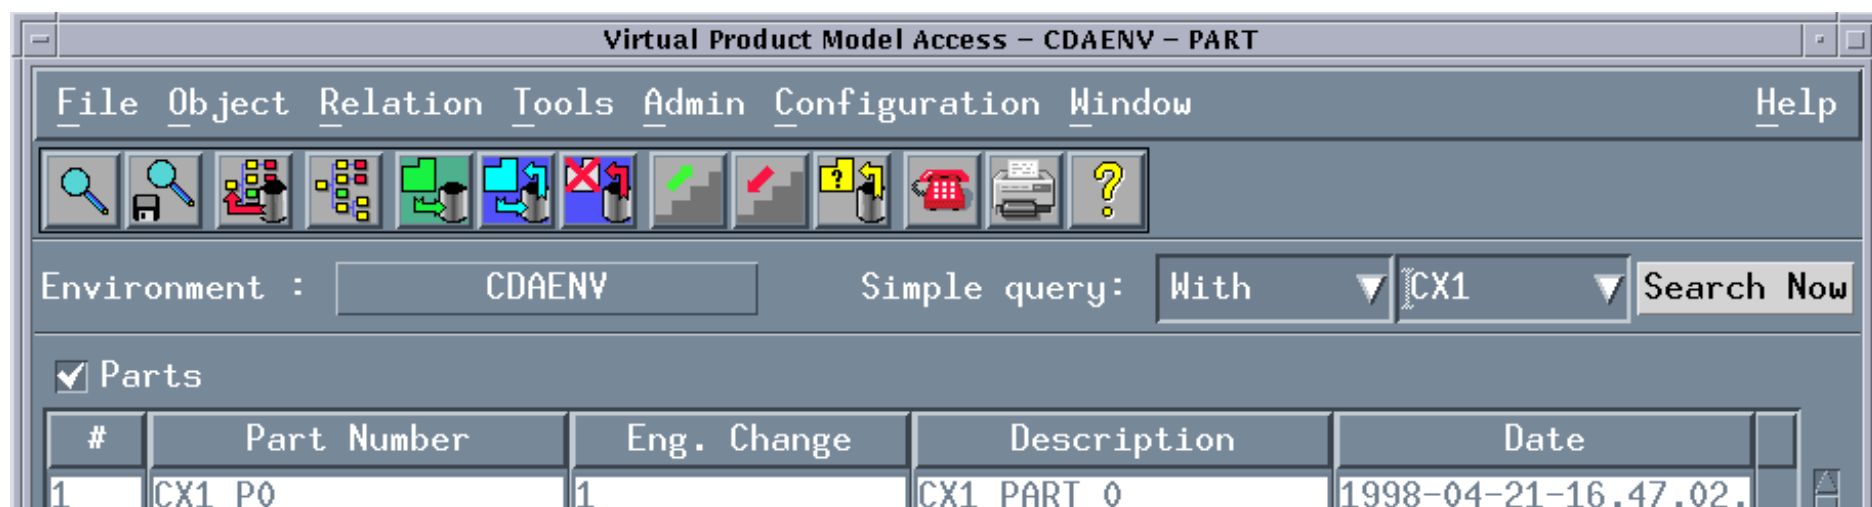 Virtual Product Model Access – CDAENV – PART
File Object Relation Tools Admin Configuration Window Help
?
?
Environment : CDAENV Simple query: With CX1 Search Now
Parts
# Part Number Eng. Change Description Date
1 CX1 P0 1 CX1 PART 0 1998-04-21-16.47.02.